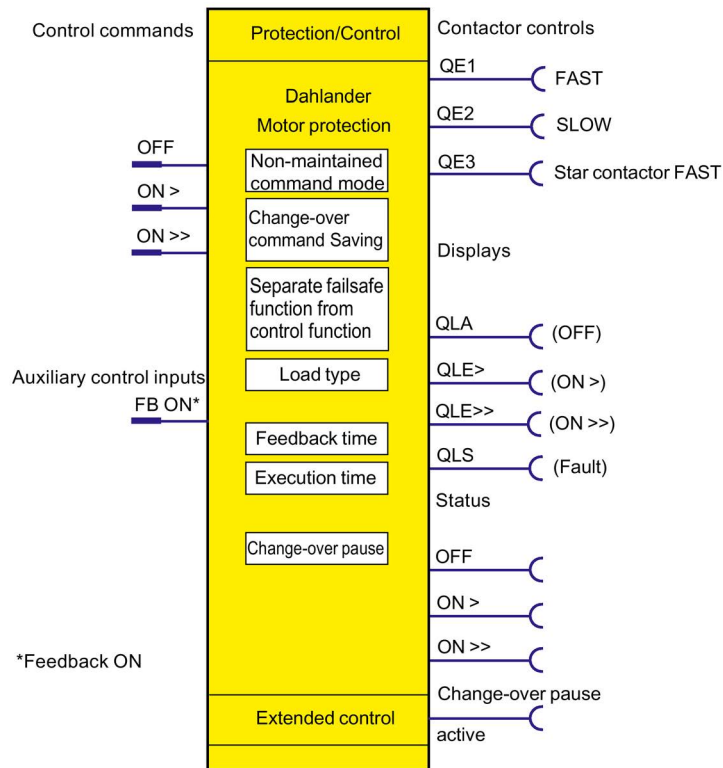 Control commands
Protection/Control
Contactor controls
QE1
FAST
Dahlander
Motor protection
QE2
SLOW
OFF
Non-maintained
command mode
QE3
Star contactor FAST
ON >
Change-over
command Saving
ON >>
Displays
Separate failsafe
function from
control function
QLA
(OFF)
Auxiliary control inputs
FB ON*
Load type
QLE>
(ON >)
QLE>>
(ON >>)
Feedback time
QLS
(Fault)
Execution time
Status
Change-over pause
OFF
ON >
ON >>
*Feedback ON
Change-over pause
active
Extended control